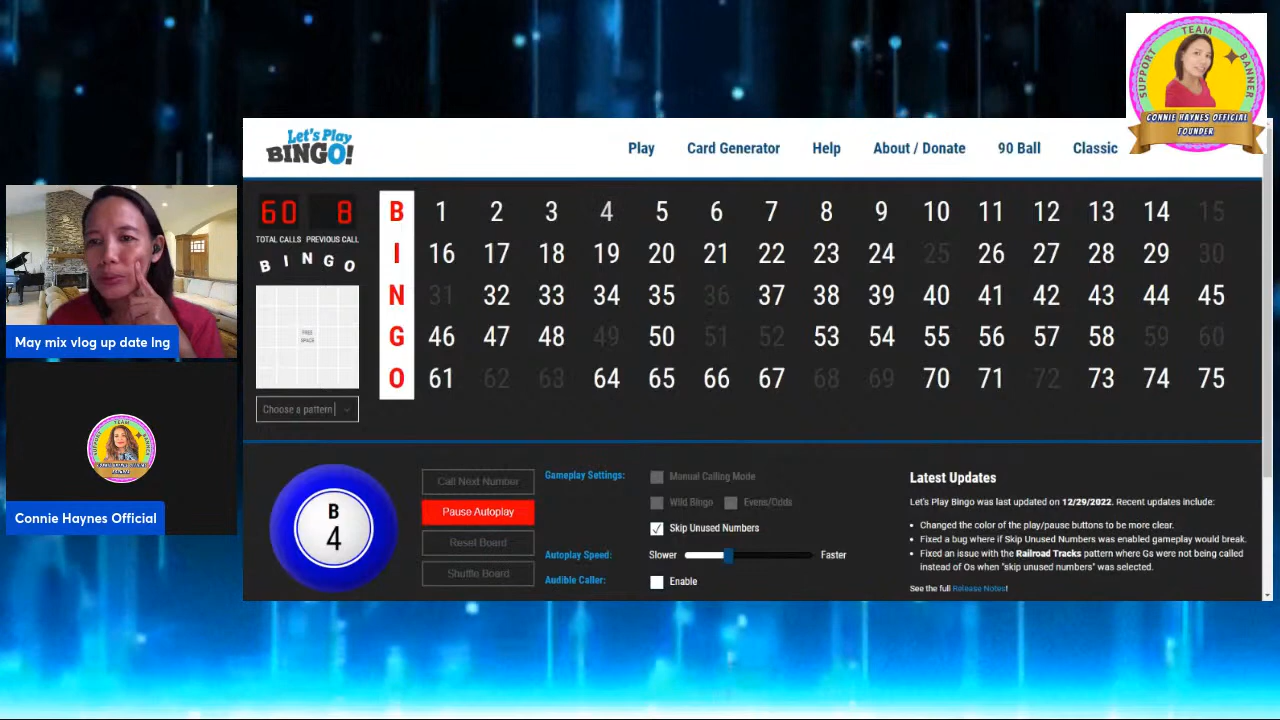 TEAM
SUPPORT
BANNER
CONNIE HAYNES OFFICIAL
FOUNDER
Let's Play
BINGO!
Play
Card Generator
Help
About / Donate
90 Ball
Classic
60
8
TOTAL CALLS
PREVIOUS CALL
B I N G O
FREE
SPACE
Choose a pattern
B 1 2 3 4 5 6 7 8 9 10 11 12 13 14 15
I 16 17 18 19 20 21 22 23 24 25 26 27 28 29 30
N 31 32 33 34 35 36 37 38 39 40 41 42 43 44 45
G 46 47 48 49 50 51 52 53 54 55 56 57 58 59 60
O 61 62 63 64 65 66 67 68 69 70 71 72 73 74 75
May mix vlog up date lng
Connie Haynes Official
B
4
Call Next Number
Pause Autoplay
Reset Board
Shuffle Board
Gameplay Settings:
Manual Calling Mode
Wild Bingo
Evens/Odds
Skip Unused Numbers
Autoplay Speed:
Slower
Faster
Audible Caller:
Enable
Latest Updates
Let's Play Bingo was last updated on 12/29/2022. Recent updates include:
Changed the color of the play/pause buttons to be more clear.
Fixed a bug where if Skip Unused Numbers was enabled gameplay would break.
Fixed an issue with the Railroad Tracks pattern where Gs were not being called
instead of Os when "skip unused numbers" was selected.
See the full Release Notes!